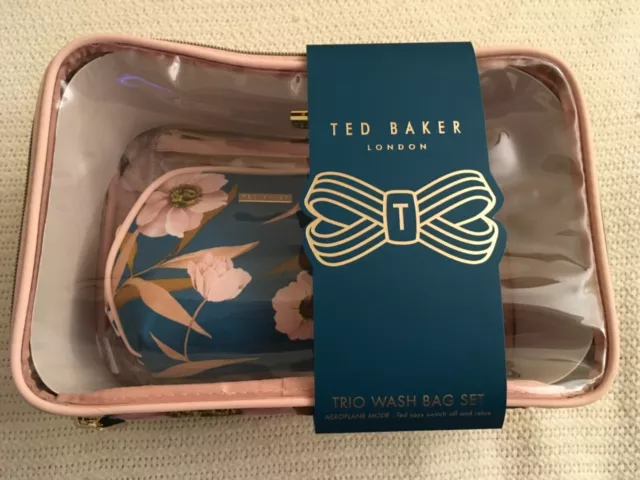 TED BAKER
LONDON
T
TRIO WASH BAG SET
AEROPLANE MODE : Ted says switch off and relax